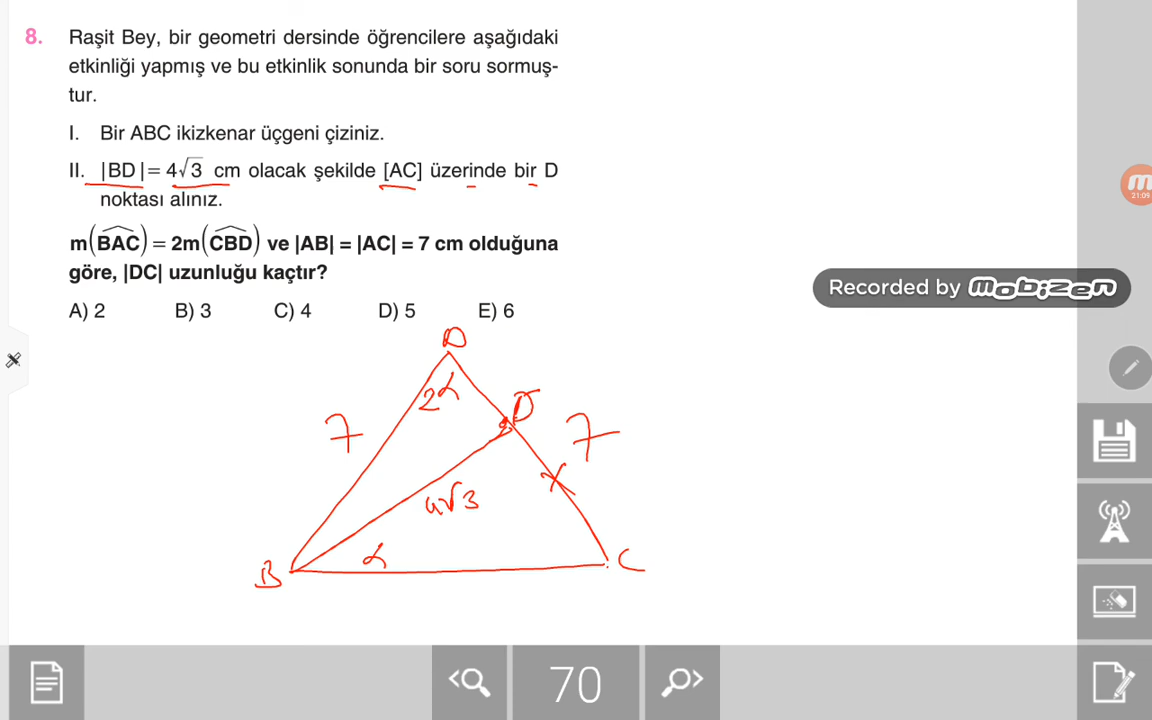 8. Raşit Bey, bir geometri dersinde öğrencilere aşağıdaki
etkinliği yapmış ve bu etkinlik sonunda bir soru sormuş-
tur.
I. Bir ABC ikizkenar üçgeni çiziniz.
II. |BD| = 4√3 cm olacak şekilde [AC] üzerinde bir D
noktası alınız.
m(BAC) = 2m(CBD) ve |AB| = |AC| = 7 cm olduğuna
göre, |DC| uzunluğu kaçtır?
A) 2 B) 3 C) 4 D) 5 E) 6
21:09
Recorded by mobizen
2α
D
7
7
x
4√3
α
B
C
70